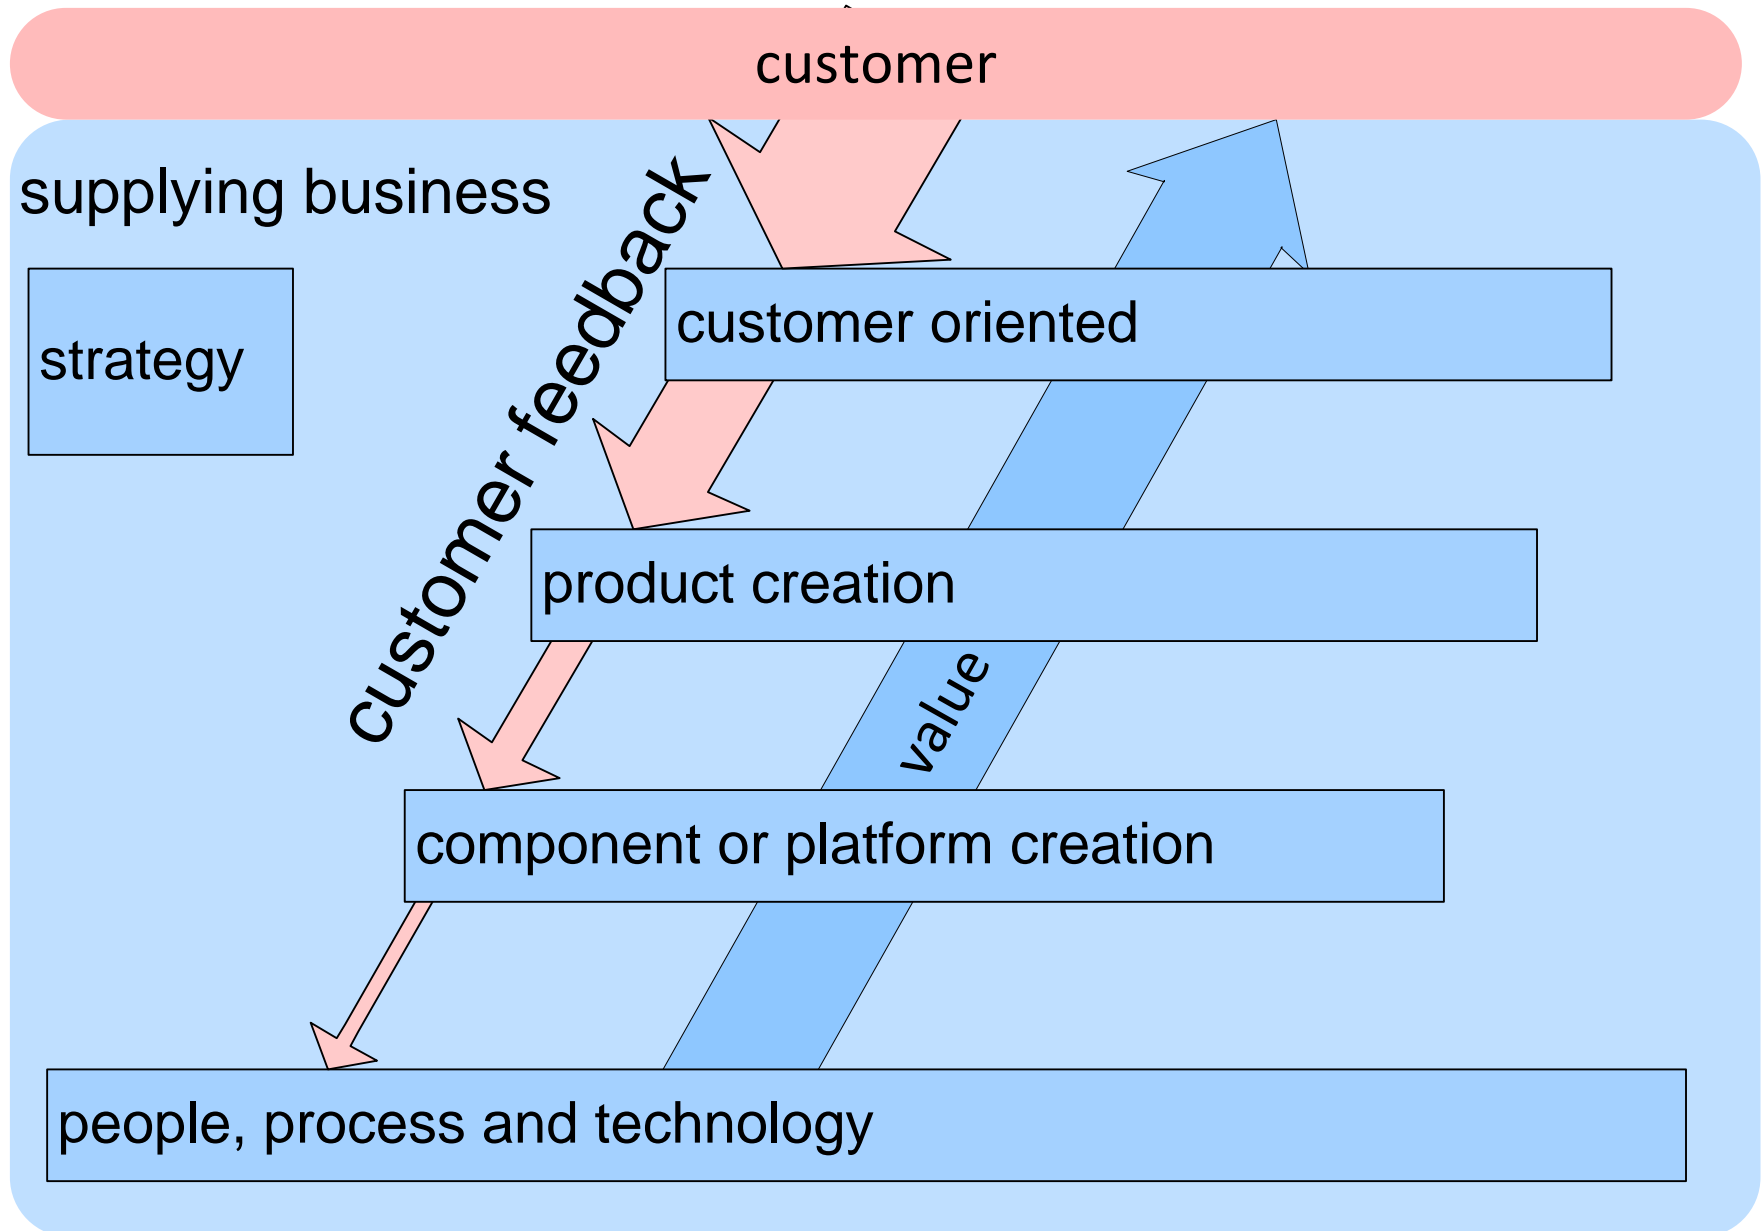 customer
supplying business
strategy
customer feedback
customer oriented
product creation
value
component or platform creation
people, process and technology